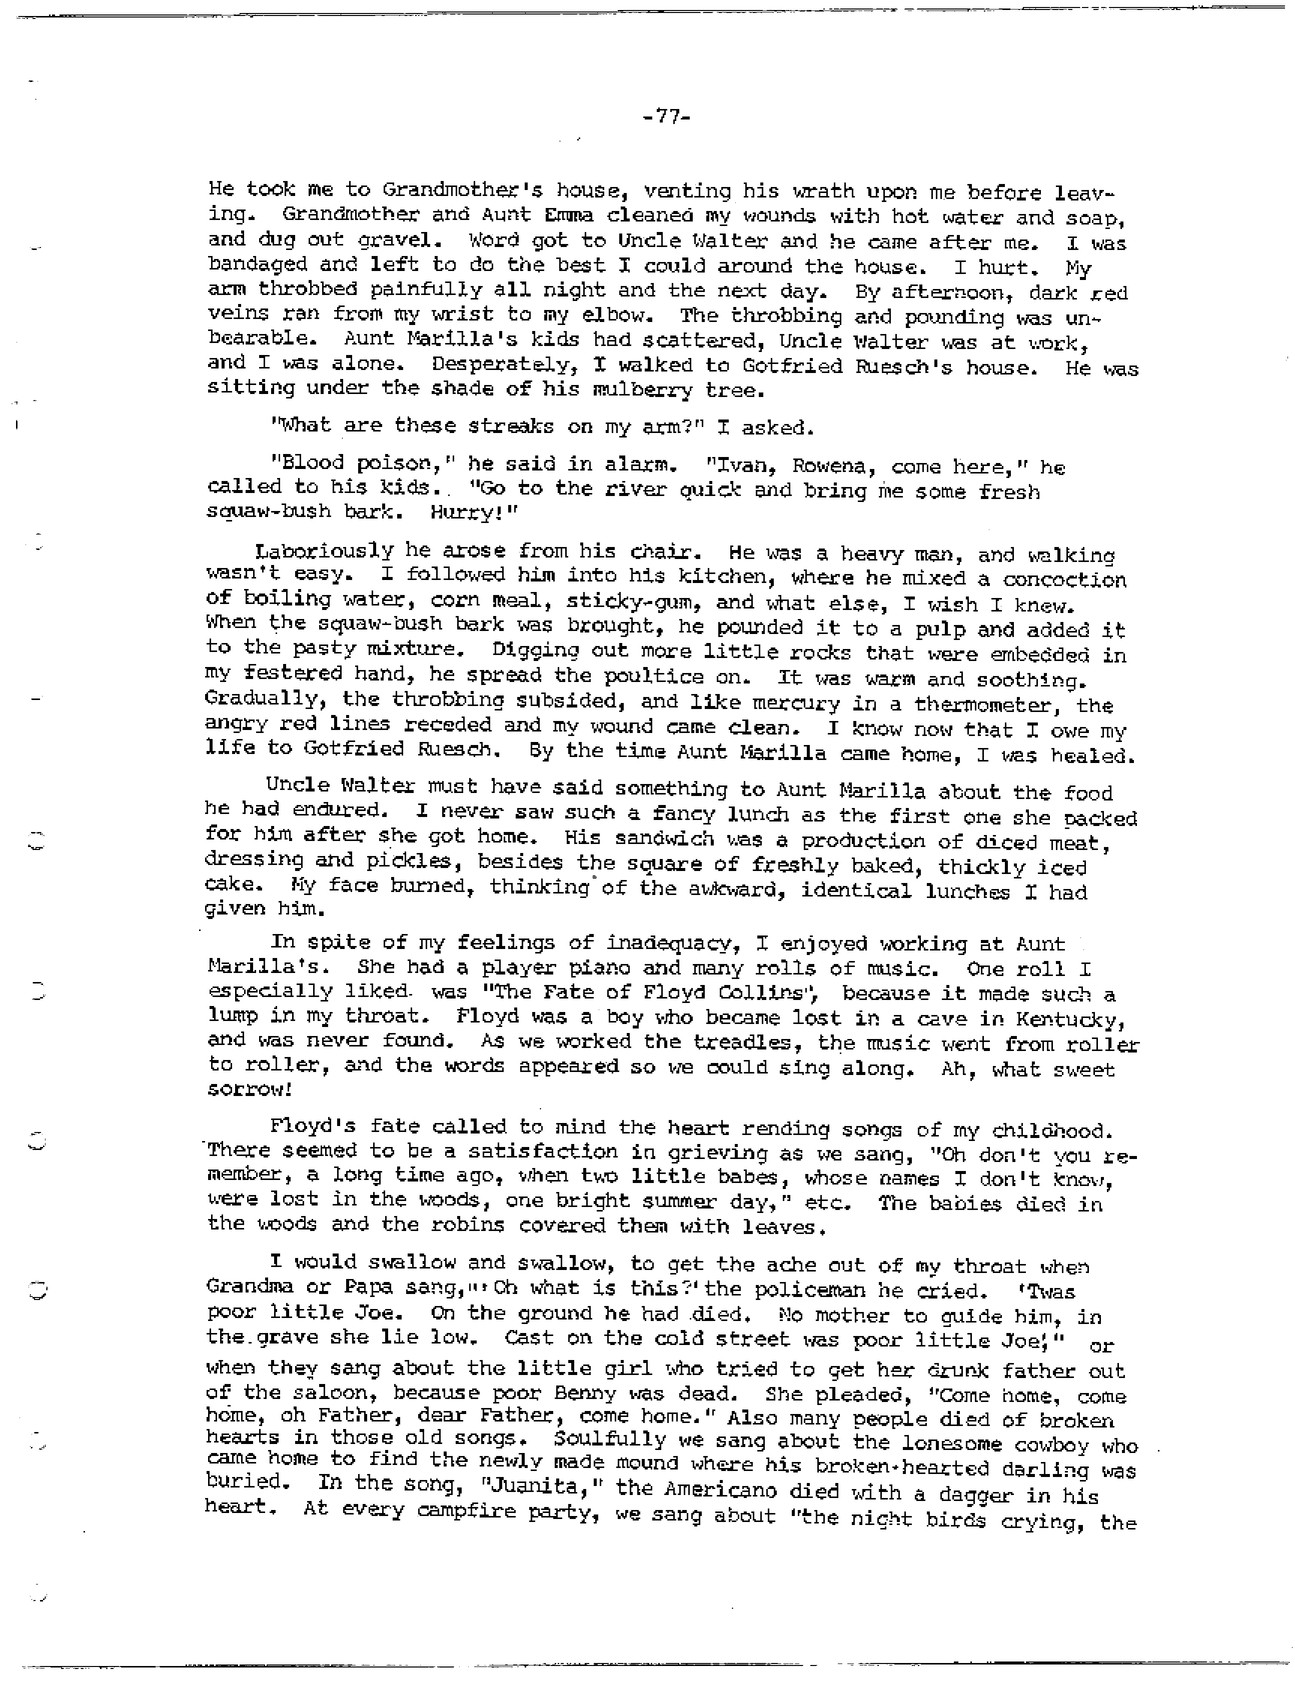 -77-
He took me to Grandmother's house, venting his wrath upon me before leav-
ing. Grandmother and Aunt Emma cleaned my wounds with hot water and soap,
and dug out gravel. Word got to Uncle Walter and he came after me. I was
bandaged and left to do the best I could around the house. I hurt. My
arm throbbed painfully all night and the next day. By afternoon, dark red
veins ran from my wrist to my elbow. The throbbing and pounding was un-
bearable. Aunt Marilla's kids had scattered, Uncle Walter was at work,
and I was alone. Desperately, I walked to Gotfried Ruesch's house. He was
sitting under the shade of his mulberry tree.
"What are these streaks on my arm?" I asked.
"Blood poison," he said in alarm. "Ivan, Rowena, come here," he
called to his kids. "Go to the river quick and bring me some fresh
squaw-bush bark. Hurry!"
Laboriously he arose from his chair. He was a heavy man, and walking
wasn't easy. I followed him into his kitchen, where he mixed a concoction
of boiling water, corn meal, sticky-gum, and what else, I wish I knew.
When the squaw-bush bark was brought, he pounded it to a pulp and added it
to the pasty mixture. Digging out more little rocks that were embedded in
my festered hand, he spread the poultice on. It was warm and soothing.
Gradually, the throbbing subsided, and like mercury in a thermometer, the
angry red lines receded and my wound came clean. I know now that I owe my
life to Gotfried Ruesch. By the time Aunt Marilla came home, I was healed.
Uncle Walter must have said something to Aunt Marilla about the food
he had endured. I never saw such a fancy lunch as the first one she packed
for him after she got home. His sandwich was a production of diced meat,
dressing and pickles, besides the square of freshly baked, thickly iced
cake. My face burned, thinking of the awkward, identical lunches I had
given him.
In spite of my feelings of inadequacy, I enjoyed working at Aunt
Marilla's. She had a player piano and many rolls of music. One roll I
especially liked was "The Fate of Floyd Collins", because it made such a
lump in my throat. Floyd was a boy who became lost in a cave in Kentucky,
and was never found. As we worked the treadles, the music went from roller
to roller, and the words appeared so we could sing along. Ah, what sweet
sorrow!
Floyd's fate called to mind the heart rending songs of my childhood.
There seemed to be a satisfaction in grieving as we sang, "Oh don't you re-
member, a long time ago, when two little babes, whose names I don't know,
were lost in the woods, one bright summer day," etc. The babies died in
the woods and the robins covered them with leaves.
I would swallow and swallow, to get the ache out of my throat when
Grandma or Papa sang,"'Oh what is this?'the policeman he cried. 'Twas
poor little Joe. On the ground he had died. No mother to guide him, in
the grave she lie low. Cast on the cold street was poor little Joe;" or
when they sang about the little girl who tried to get her drunk father out
of the saloon, because poor Benny was dead. She pleaded, "Come home, come
home, oh Father, dear Father, come home." Also many people died of broken
hearts in those old songs. Soulfully we sang about the lonesome cowboy who
came home to find the newly made mound where his broken-hearted darling was
buried. In the song, "Juanita," the Americano died with a dagger in his
heart. At every campfire party, we sang about "the night birds crying, the